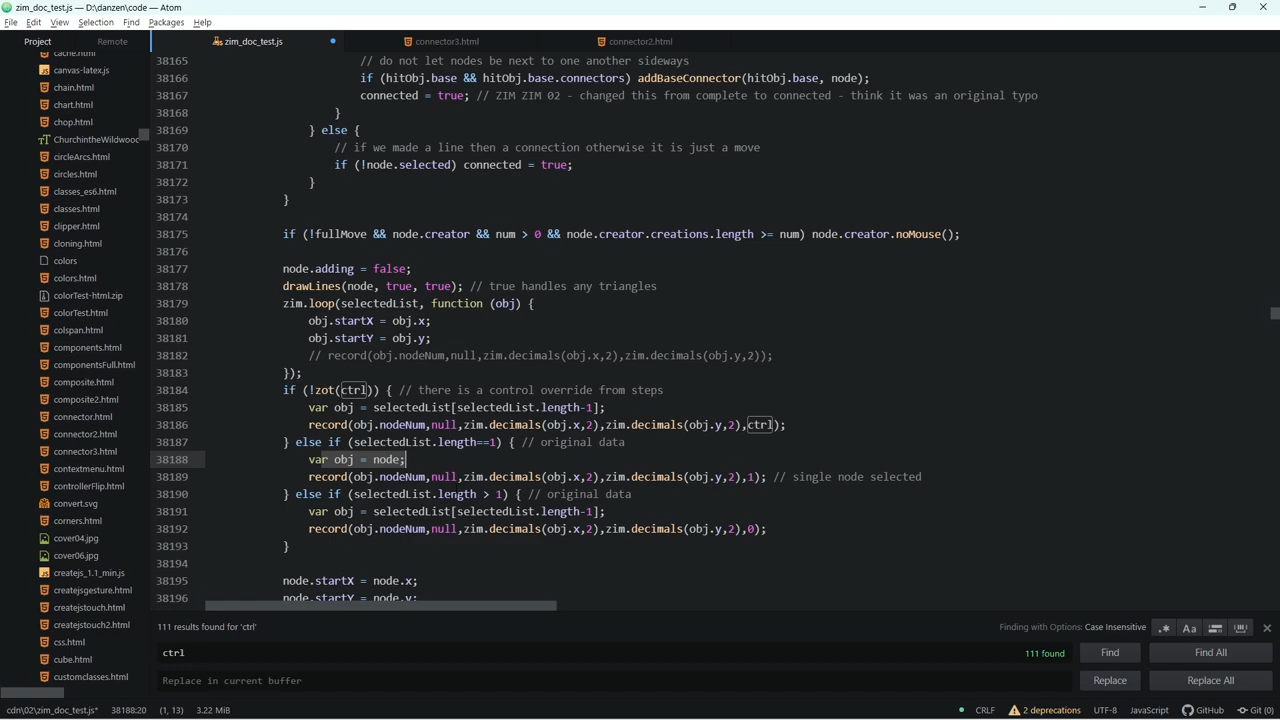 zim_doc_test.js — D:\danzen\code — Atom
File Edit View Selection Find Packages Help
Project Remote
zim_doc_test.js connector3.html connector2.html
cache.html
canvas-latex.js
chain.html
chart.html
chop.html
ChurchintheWildwood
circleArcs.html
circles.html
classes_es6.html
classes.html
clipper.html
cloning.html
colors
colors.html
colorTest-html.zip
colorTest.html
colspan.html
components.html
componentsFull.html
composite.html
composite2.html
connector.html
connector2.html
connector3.html
contextmenu.html
controllerFlip.html
convert.svg
corners.html
cover04.jpg
cover06.jpg
createjs_1.1_min.js
createjsgesture.html
createjstouch.html
createjstouch2.html
css.html
cube.html
customclasses.html
38165 // do not let nodes be next to one another sideways
38166 if (hitObj.base && hitObj.base.connectors) addBaseConnector(hitObj.base, node);
38167 connected = true; // ZIM ZIM 02 - changed this from complete to connected - think it was an original typo
38168 }
38169 } else {
38170 // if we made a line then a connection otherwise it is just a move
38171 if (!node.selected) connected = true;
38172 }
38173 }
38174
38175 if (!fullMove && node.creator && num > 0 && node.creator.creations.length >= num) node.creator.noMouse();
38176
38177 node.adding = false;
38178 drawLines(node, true, true); // true handles any triangles
38179 zim.loop(selectedList, function (obj) {
38180 obj.startX = obj.x;
38181 obj.startY = obj.y;
38182 // record(obj.nodeNum,null,zim.decimals(obj.x,2),zim.decimals(obj.y,2));
38183 });
38184 if (!zot(ctrl)) { // there is a control override from steps
38185 var obj = selectedList[selectedList.length-1];
38186 record(obj.nodeNum,null,zim.decimals(obj.x,2),zim.decimals(obj.y,2),ctrl);
38187 } else if (selectedList.length==1) { // original data
38188 var obj = node;
38189 record(obj.nodeNum,null,zim.decimals(obj.x,2),zim.decimals(obj.y,2),1); // single node selected
38190 } else if (selectedList.length > 1) { // original data
38191 var obj = selectedList[selectedList.length-1];
38192 record(obj.nodeNum,null,zim.decimals(obj.x,2),zim.decimals(obj.y,2),0);
38193 }
38194
38195 node.startX = node.x;
38196 node.startY = node.y;
111 results found for 'ctrl' Finding with Options: Case Insensitive .* Aa
ctrl 111 found Find Find All
Replace in current buffer Replace Replace All
cdn\02\zim_doc_test.js* 38188:20 (1, 13) 3.22 MiB CRLF 2 deprecations UTF-8 JavaScript GitHub Git (0)